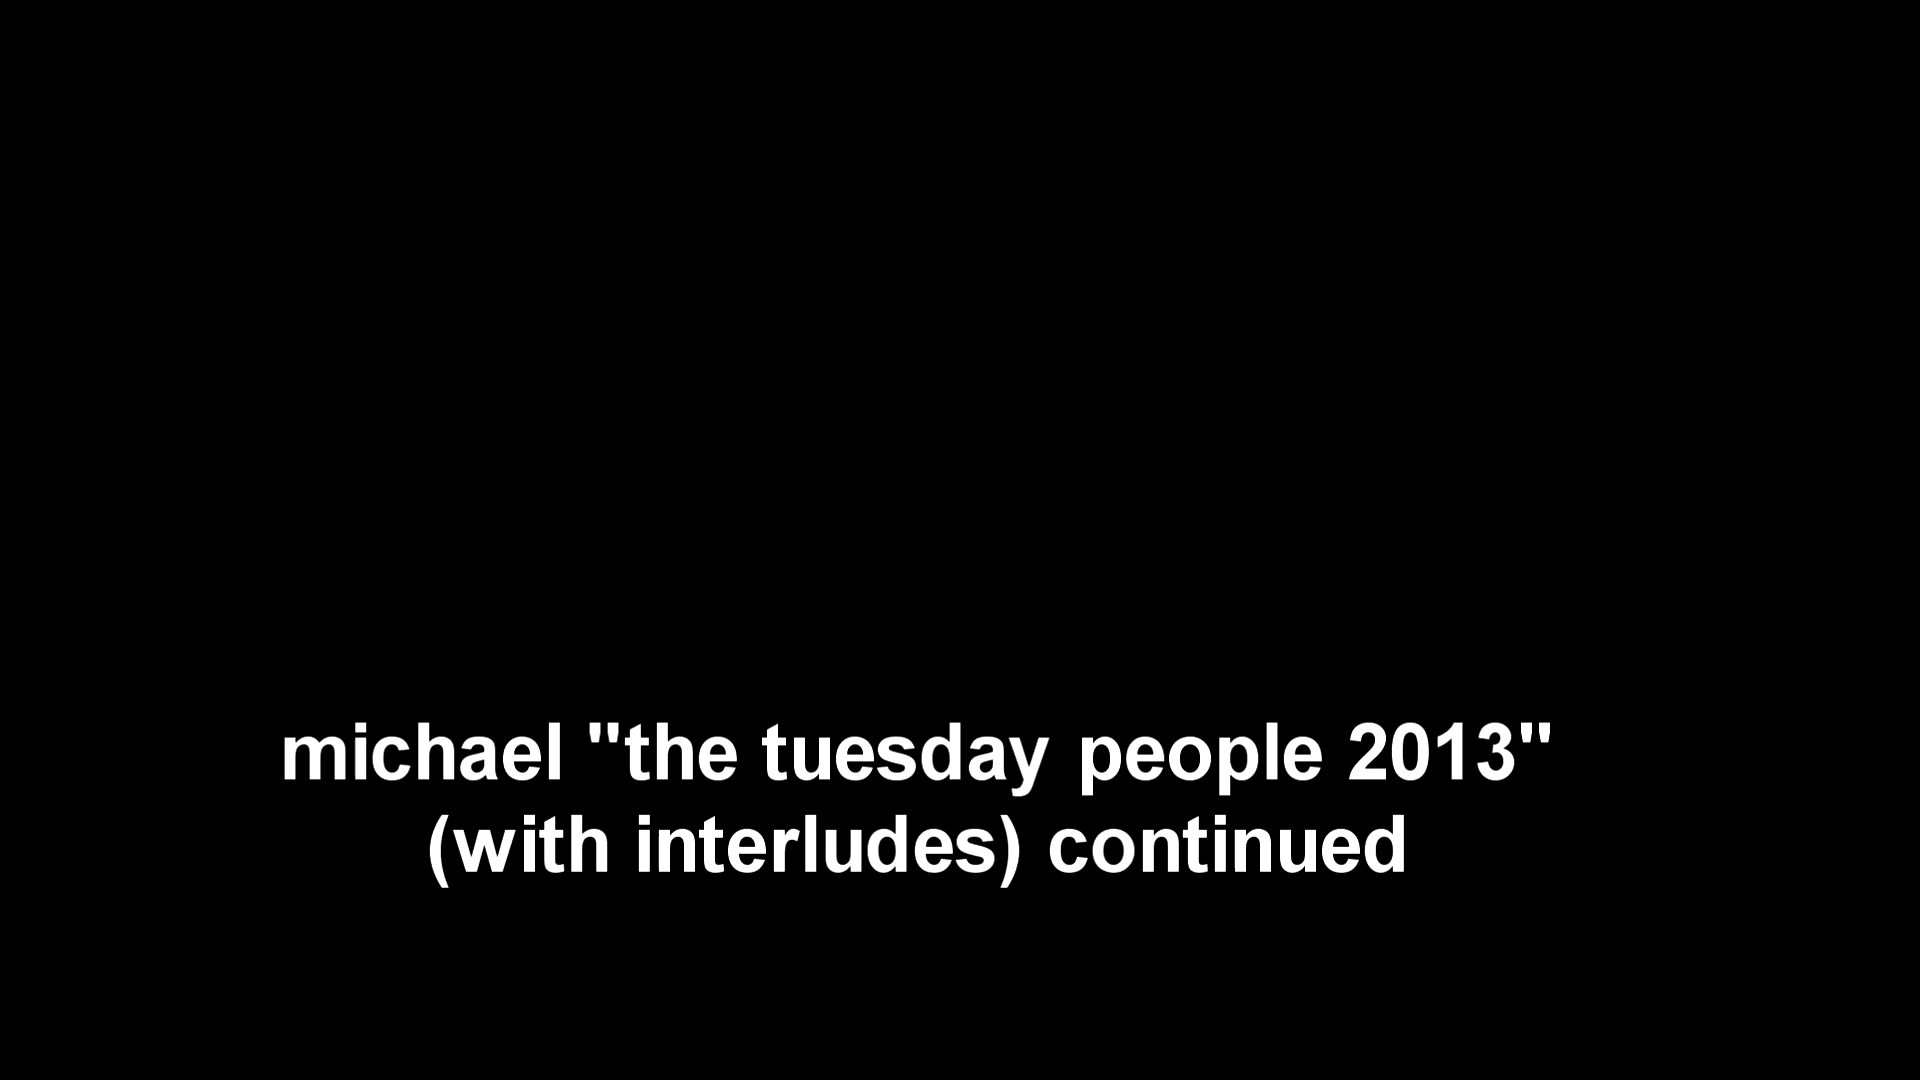 michael "the tuesday people 2013"
(with interludes) continued